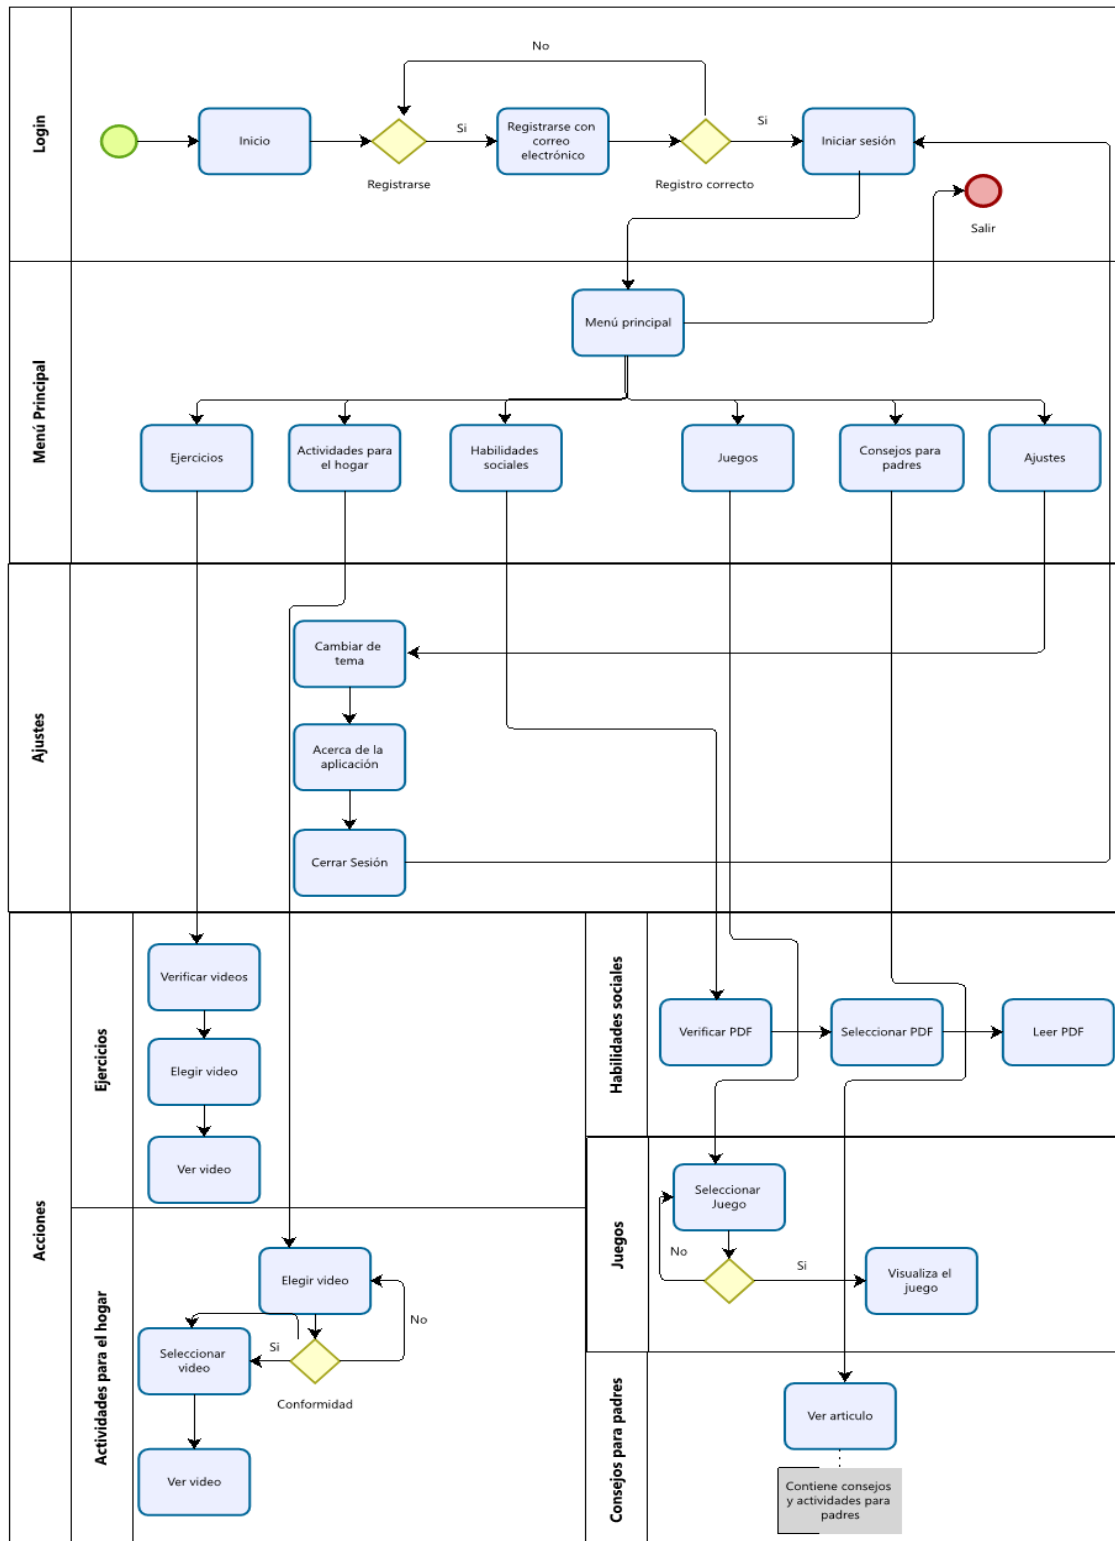 Login
No
Inicio
Registrarse
Si
Registrarse con
correo
electrónico
Registro correcto
Si
Iniciar sesión
Salir
Menú Principal
Menú principal
Ejercicios
Actividades para
el hogar
Habilidades
sociales
Juegos
Consejos para
padres
Ajustes
Ajustes
Cambiar de
tema
Acerca de la
aplicación
Cerrar Sesión
Acciones
Ejercicios
Verificar videos
Elegir video
Ver video
Actividades para el hogar
Elegir video
No
Si
Seleccionar
video
Conformidad
Ver video
Habilidades sociales
Verificar PDF
Seleccionar PDF
Leer PDF
Juegos
Seleccionar
Juego
No
Si
Visualiza el
juego
Consejos para padres
Ver articulo
Contiene consejos
y actividades para
padres